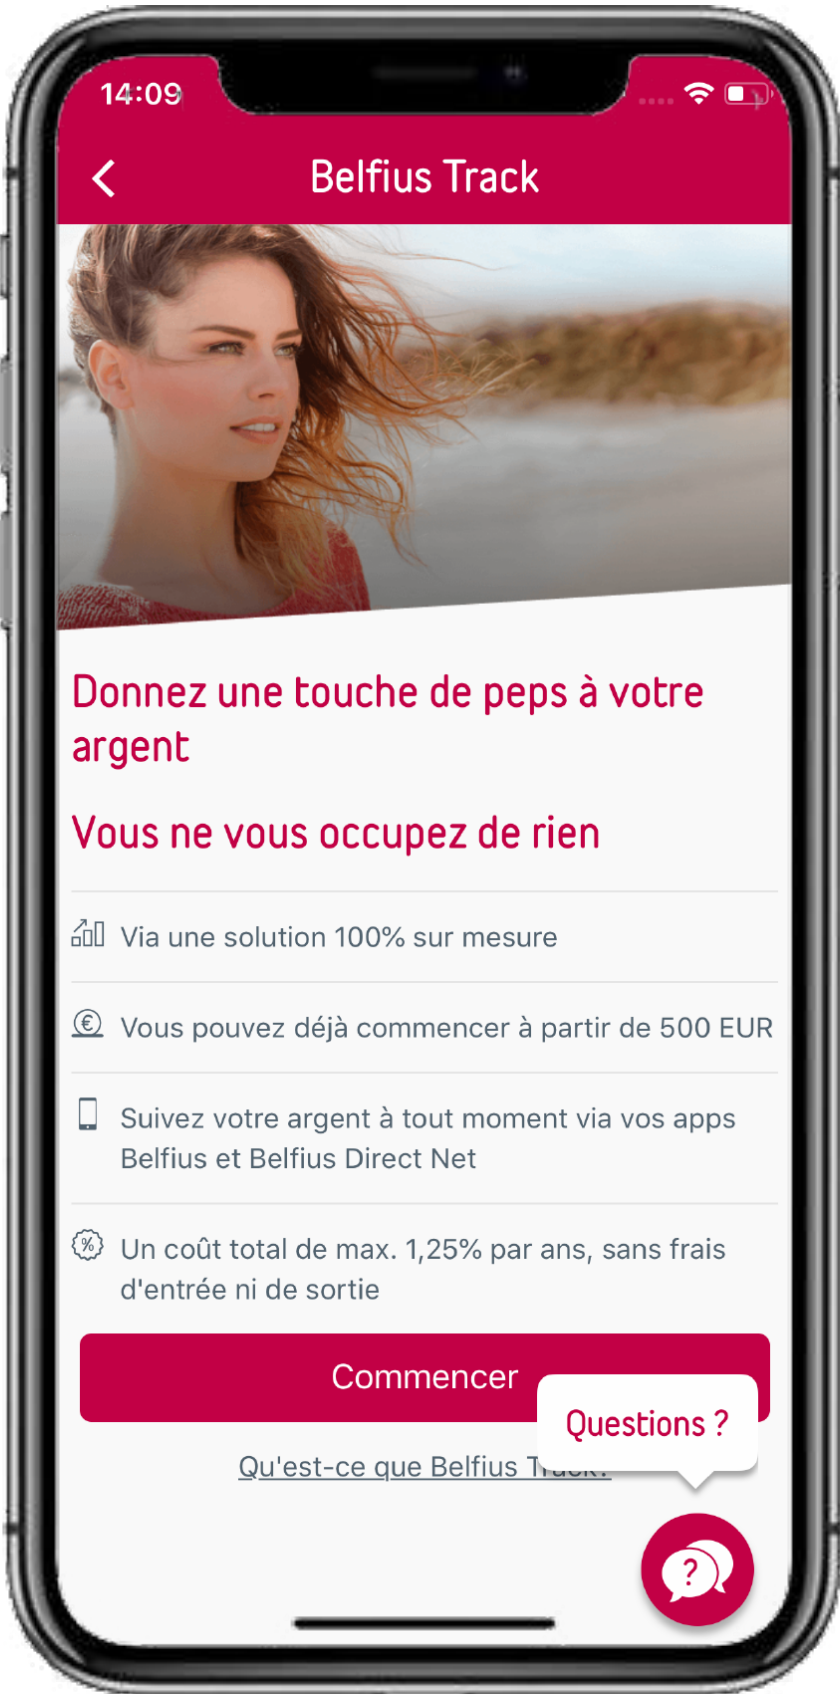 14:09
Belfius Track
Donnez une touche de peps à votre
argent
Vous ne vous occupez de rien
Via une solution 100% sur mesure
Vous pouvez déjà commencer à partir de 500 EUR
Suivez votre argent à tout moment via vos apps
Belfius et Belfius Direct Net
Un coût total de max. 1,25% par ans, sans frais
d'entrée ni de sortie
Commencer
Questions ?
Qu'est-ce que Belfius Track?